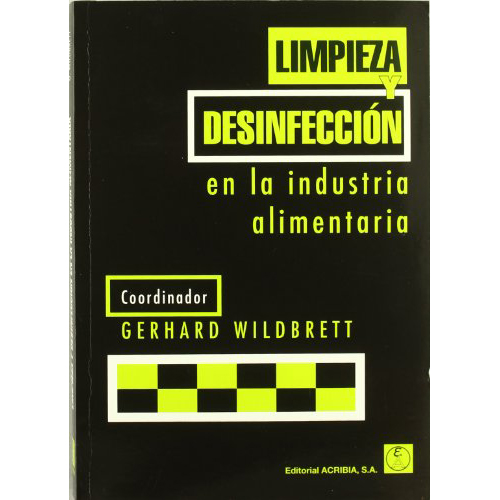 LIMPIEZA
Y
DESINFECCIÓN
en la industria
alimentaria
Coordinador
GERHARD WILDBRETT
Editorial ACRIBIA, S.A.